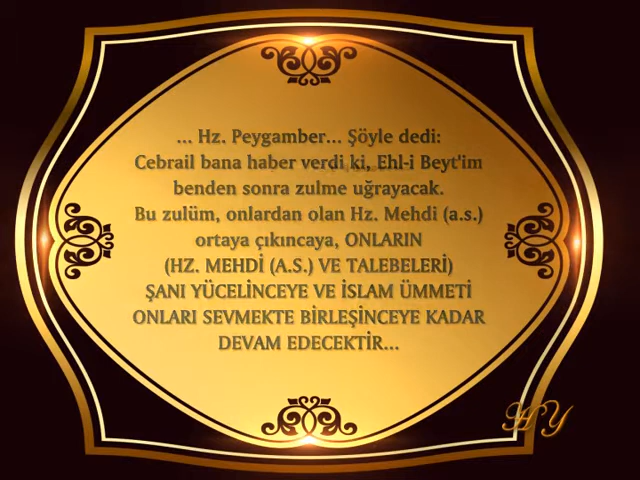 ... Hz. Peygamber... Şöyle dedi:
Cebrail bana haber verdi ki, Ehl-i Beyt'im
benden sonra zulme uğrayacak.
Bu zulüm, onlardan olan Hz. Mehdi (a.s.)
ortaya çıkıncaya, ONLARIN
(HZ. MEHDİ (A.S.) VE TALEBELERİ)
ŞANI YÜCELİNCEYE VE İSLAM ÜMMETİ
ONLARI SEVMEKTE BİRLEŞİNCEYE KADAR
DEVAM EDECEKTİR...
HY